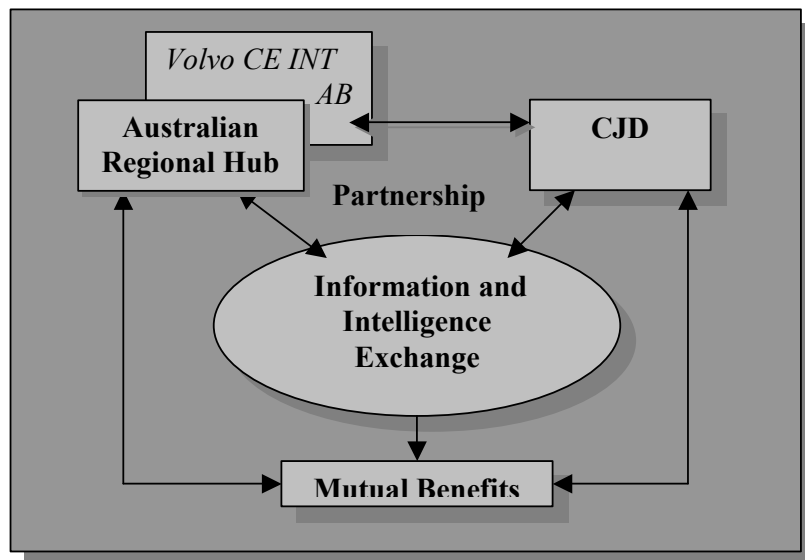 Volvo CE INT
AB
Australian
Regional Hub
CJD
Partnership
Information and
Intelligence
Exchange
Mutual Benefits